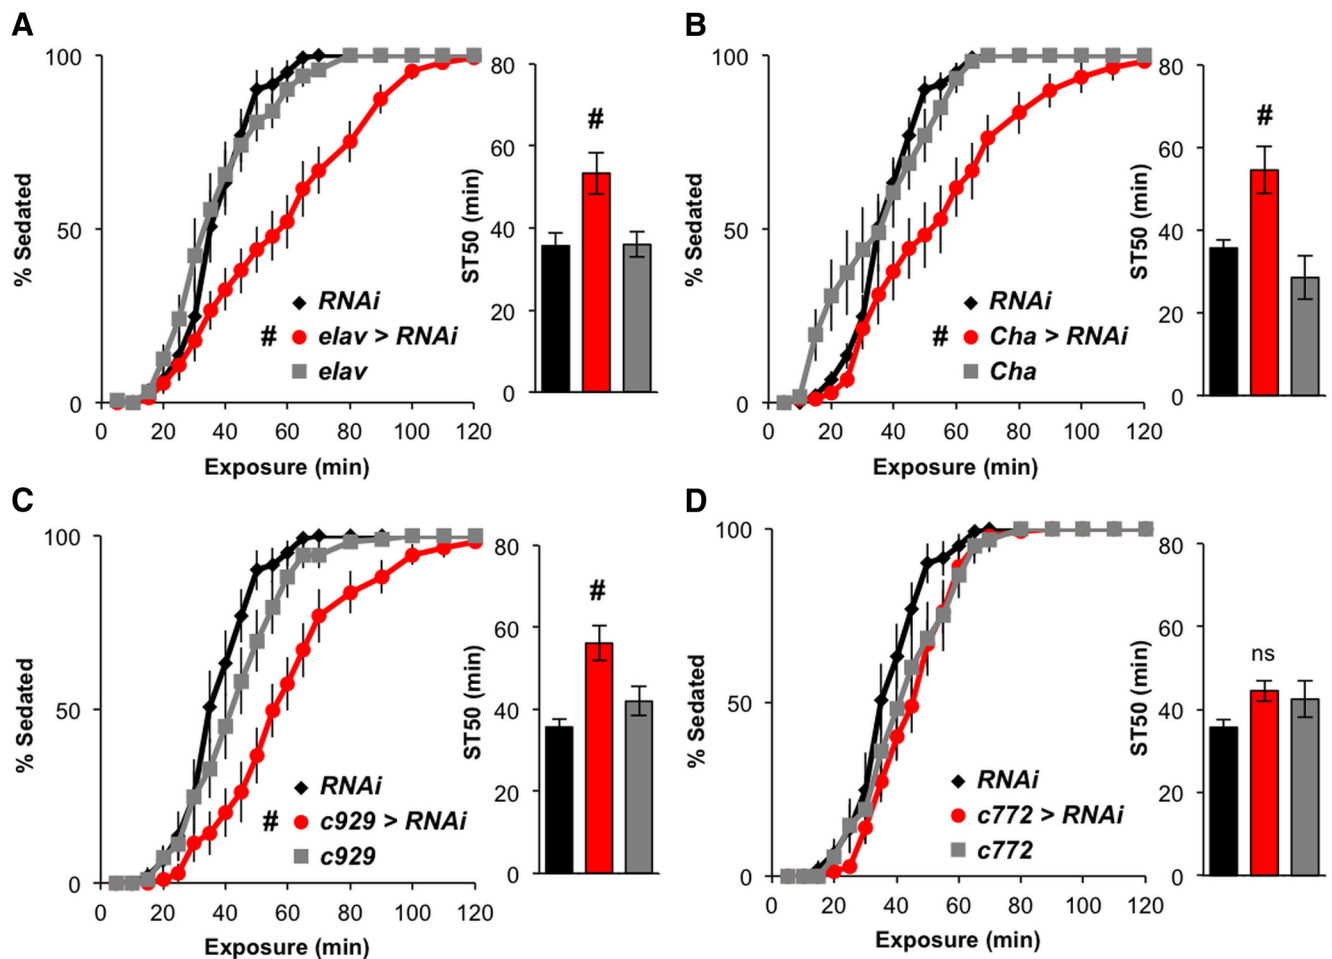 A
% Sedated
100
50
0
0 20 40 60 80 100 120
Exposure (min)
RNAi
# elav > RNAi
elav
ST50 (min)
80
60
40
20
0
#
B
% Sedated
100
50
0
0 20 40 60 80 100 120
Exposure (min)
RNAi
# Cha > RNAi
Cha
ST50 (min)
80
60
40
20
0
#
C
% Sedated
100
50
0
0 20 40 60 80 100 120
Exposure (min)
RNAi
# c929 > RNAi
c929
ST50 (min)
80
60
40
20
0
#
D
% Sedated
100
50
0
0 20 40 60 80 100 120
Exposure (min)
RNAi
c772 > RNAi
c772
ST50 (min)
80
60
40
20
0
ns